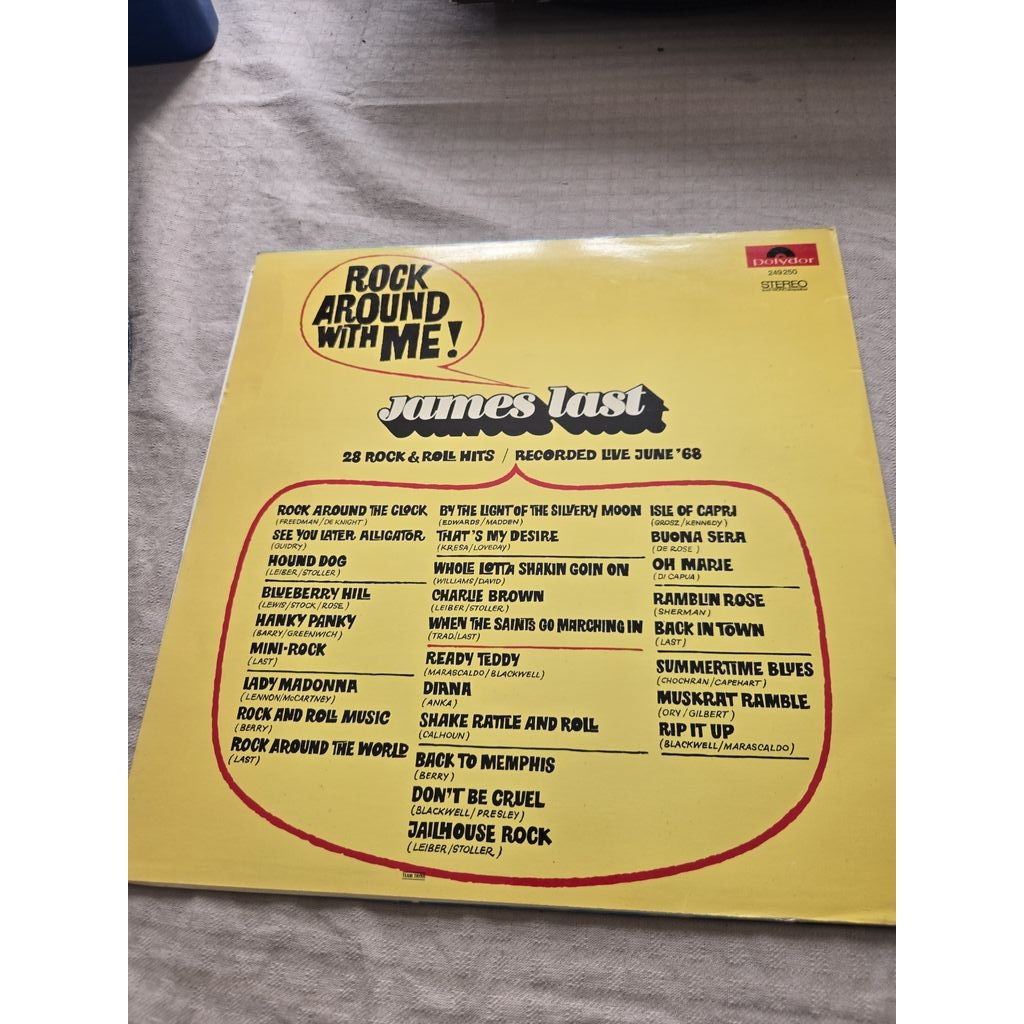 ROCK
AROUND
WITH ME!
polydor
249 250
STEREO
james last
28 ROCK & ROLL HITS / RECORDED LIVE JUNE '68
ROCK AROUND THE CLOCK
(FREEDMAN/DE KNIGHT)
SEE YOU LATER ALLIGATOR
(GUIDRY)
HOUND DOG
(LEIBER/STOLLER)
BLUEBERRY HILL
(LEWIS/STOCK/ROSE)
HANKY PANKY
(BARRY/GREENWICH)
MINI-ROCK
(LAST)
LADY MADONNA
(LENNON/McCARTNEY)
ROCK AND ROLL MUSIC
(BERRY)
ROCK AROUND THE WORLD
(LAST)
BY THE LIGHT OF THE SILVERY MOON
(EDWARDS/MADDEN)
THAT'S MY DESIRE
(KRESA/LOVEDAY)
WHOLE LOTTA SHAKIN GOIN ON
(WILLIAMS/DAVID)
CHARLIE BROWN
(LEIBER/STOLLER)
WHEN THE SAINTS GO MARCHING IN
(TRAD/LAST)
READY TEDDY
(MARASCALDO/BLACKWELL)
DIANA
(ANKA)
SHAKE RATTLE AND ROLL
(CALHOUN)
BACK TO MEMPHIS
(BERRY)
DON'T BE CRUEL
(BLACKWELL/PRESLEY)
JAILHOUSE ROCK
(LEIBER/STOLLER)
ISLE OF CAPRI
(GROSZ/KENNEDY)
BUONA SERA
(DE ROSE)
OH MARIE
(DI CAPUA)
RAMBLIN ROSE
(SHERMAN)
BACK IN TOWN
(LAST)
SUMMERTIME BLUES
(CHOCHRAN/CAPEHART)
MUSKRAT RAMBLE
(ORY/GILBERT)
RIP IT UP
(BLACKWELL/MARASCALDO)